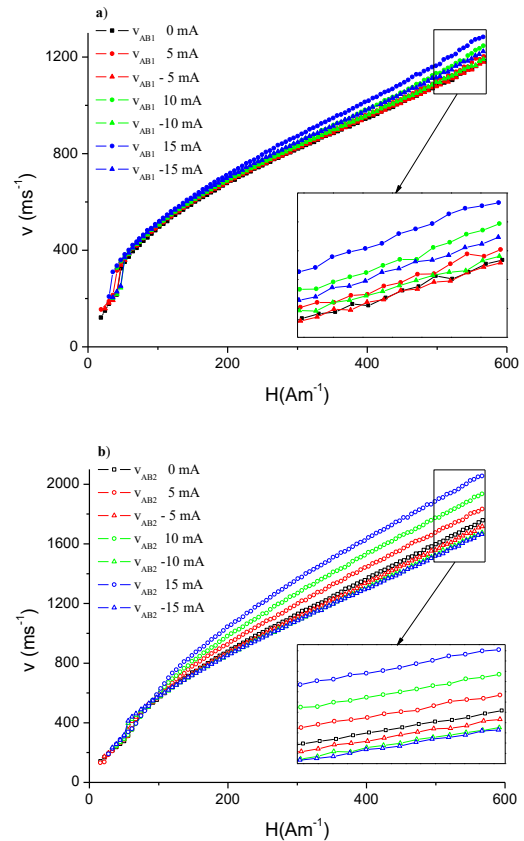 a)
v_AB1 0 mA
v_AB1 5 mA
v_AB1 - 5 mA
v_AB1 10 mA
v_AB1 -10 mA
v_AB1 15 mA
v_AB1 -15 mA
1200
800
400
0
v (ms⁻¹)
0 200 400 600
H(Am⁻¹)
b)
v_AB2 0 mA
v_AB2 5 mA
v_AB2 - 5 mA
v_AB2 10 mA
v_AB2 -10 mA
v_AB2 15 mA
v_AB2 -15 mA
2000
1600
1200
800
400
0
v (ms⁻¹)
0 200 400 600
H(Am⁻¹)